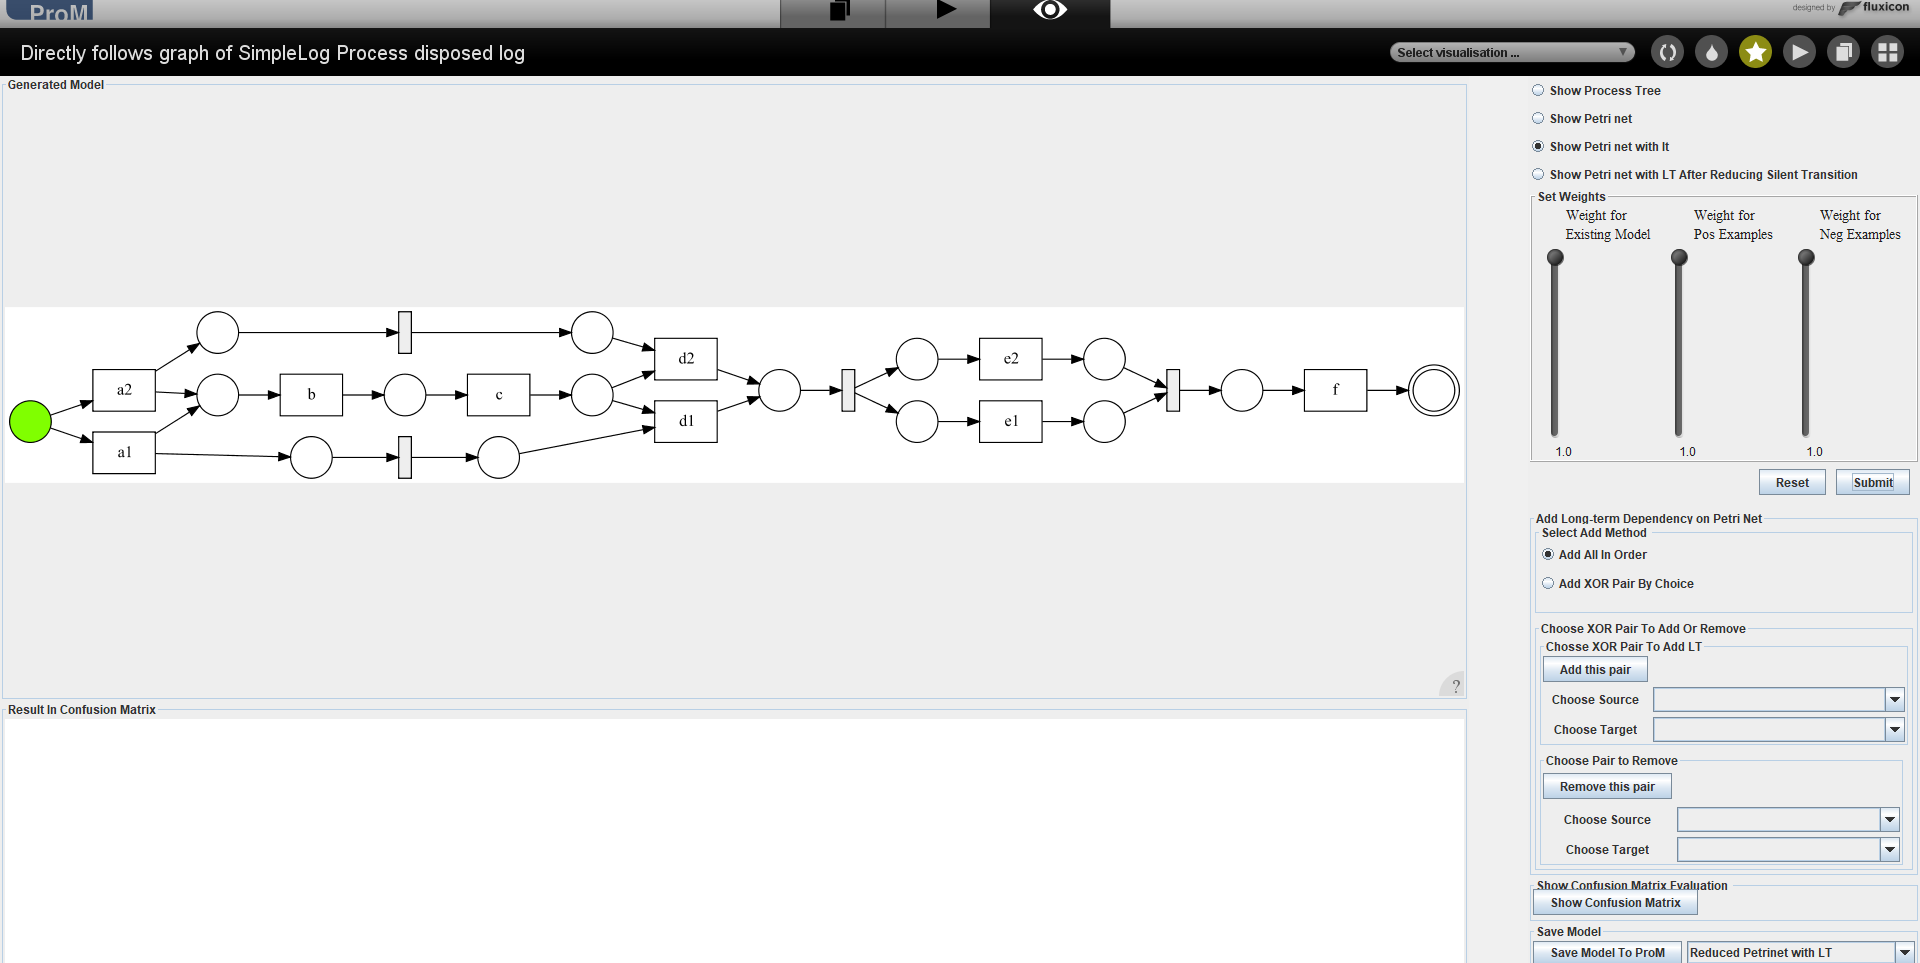 ProM
designed by fluxicon
Directly follows graph of SimpleLog Process disposed log
Select visualisation ...
Generated Model
a2
a1
b
c
d2
d1
e2
e1
f
?
Result In Confusion Matrix
Show Process Tree
Show Petri net
Show Petri net with lt
Show Petri net with LT After Reducing Silent Transition
Set Weights
Weight for
Existing Model
Weight for
Pos Examples
Weight for
Neg Examples
1.0
1.0
1.0
Reset
Submit
Add Long-term Dependency on Petri Net
Select Add Method
Add All In Order
Add XOR Pair By Choice
Choose XOR Pair To Add Or Remove
Chosse XOR Pair To Add LT
Add this pair
Choose Source
Choose Target
Choose Pair to Remove
Remove this pair
Choose Source
Choose Target
Show Confusion Matrix Evaluation
Show Confusion Matrix
Save Model
Save Model To ProM
Reduced Petrinet with LT